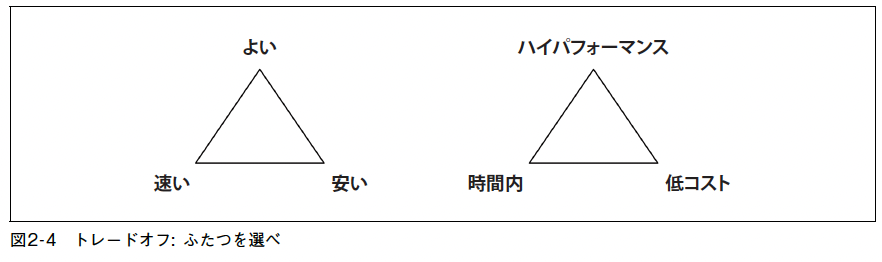 よい
ハイパフォーマンス
速い
安い
時間内
低コスト
図2-4　トレードオフ: ふたつを選べ